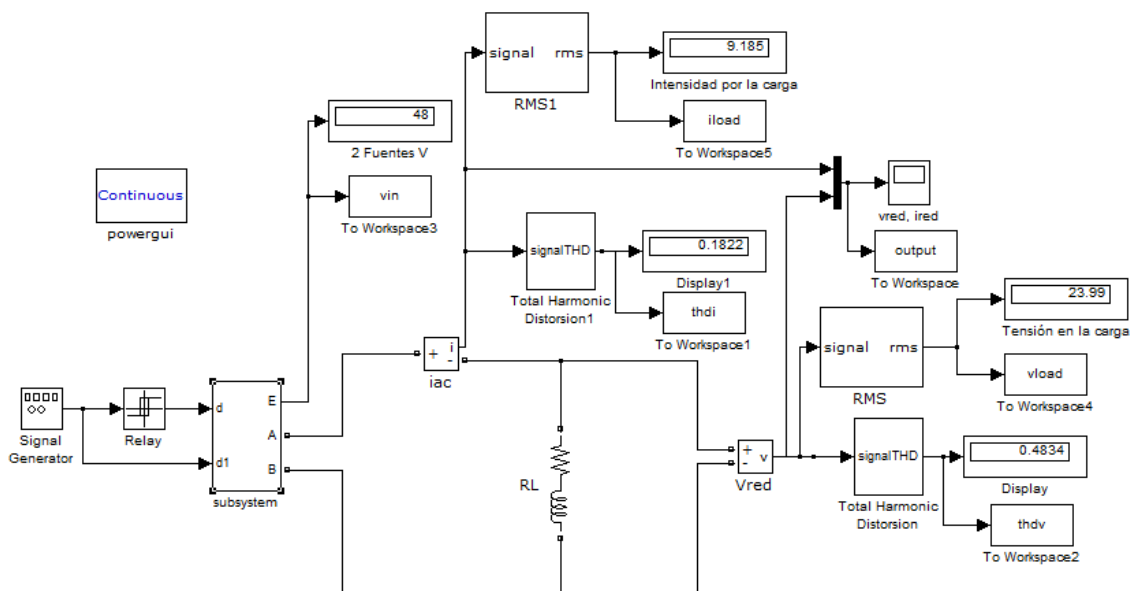 signal rms
RMS1
9.185
Intensidad por la carga
iload
To Workspace5
48
2 Fuentes V
vin
To Workspace3
Continuous
powergui
vred, ired
output
To Workspace
signalTHD
Total Harmonic
Distorsion1
0.1822
Display1
thdi
To Workspace1
+
i
-
iac
signal rms
RMS
23.99
Tensión en la carga
vload
To Workspace4
Signal
Generator
Relay
d
d1
E
A
B
subsystem
RL
+
-
v
Vred
signalTHD
Total Harmonic
Distorsion
0.4834
Display
thdv
To Workspace2